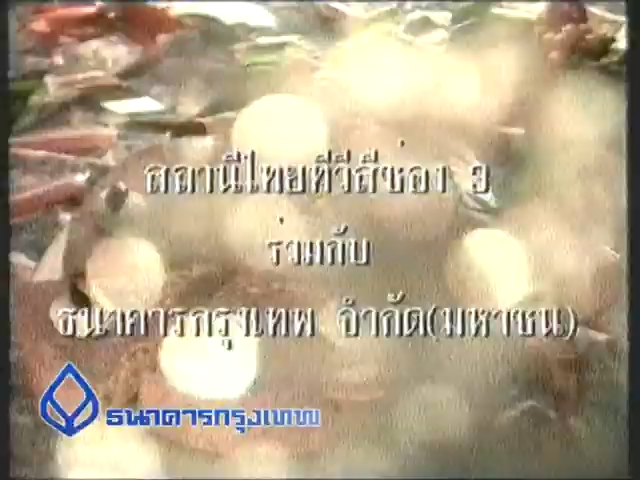 สถานีไทยทีวีสีช่อง ๓
ร่วมกับ
ธนาคารกรุงเทพ จำกัด(มหาชน)
ธนาคารกรุงเทพ